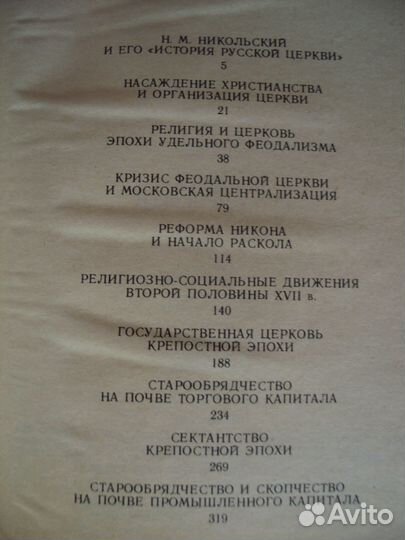 Н. М. НИКОЛЬСКИЙ
И ЕГО «ИСТОРИЯ РУССКОЙ ЦЕРКВИ»
5
НАСАЖДЕНИЕ ХРИСТИАНСТВА
И ОРГАНИЗАЦИЯ ЦЕРКВИ
21
РЕЛИГИЯ И ЦЕРКОВЬ
ЭПОХИ УДЕЛЬНОГО ФЕОДАЛИЗМА
38
КРИЗИС ФЕОДАЛЬНОЙ ЦЕРКВИ
И МОСКОВСКАЯ ЦЕНТРАЛИЗАЦИЯ
79
РЕФОРМА НИКОНА
И НАЧАЛО РАСКОЛА
114
РЕЛИГИОЗНО-СОЦИАЛЬНЫЕ ДВИЖЕНИЯ
ВТОРОЙ ПОЛОВИНЫ XVII в.
140
ГОСУДАРСТВЕННАЯ ЦЕРКОВЬ
КРЕПОСТНОЙ ЭПОХИ
188
СТАРООБРЯДЧЕСТВО
НА ПОЧВЕ ТОРГОВОГО КАПИТАЛА
234
СЕКТАНТСТВО
КРЕПОСТНОЙ ЭПОХИ
269
СТАРООБРЯДЧЕСТВО И СКОПЧЕСТВО
НА ПОЧВЕ ПРОМЫШЛЕННОГО КАПИТАЛА
319
Avito